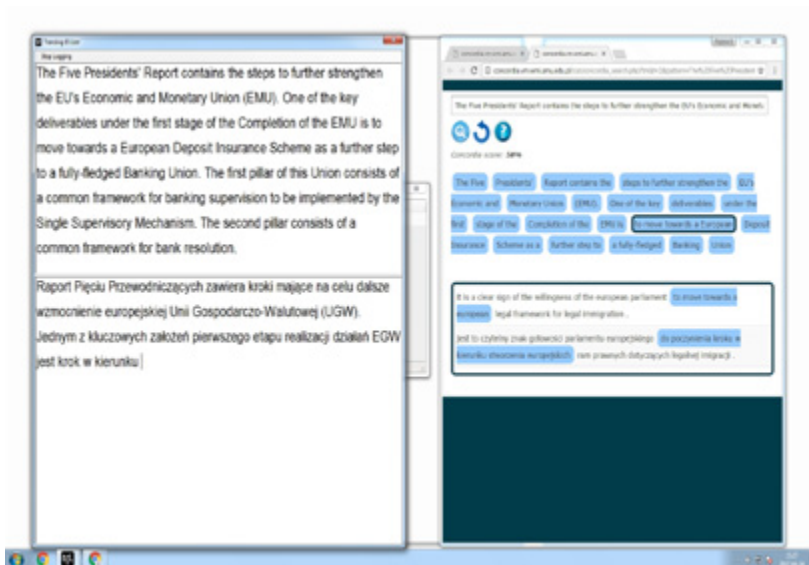 Stop Logging
The Five Presidents' Report contains the steps to further strengthen
the EU's Economic and Monetary Union (EMU). One of the key
deliverables under the first stage of the Completion of the EMU is to
move towards a European Deposit Insurance Scheme as a further step
to a fully-fledged Banking Union. The first pillar of this Union consists of
a common framework for banking supervision to be implemented by the
Single Supervisory Mechanism. The second pillar consists of a
common framework for bank resolution.
Raport Pięciu Przewodniczących zawiera kroki mające na celu dalsze
wzmocnienie europejskiej Unii Gospodarczo-Walutowej (UGW).
Jednym z kluczowych założeń pierwszego etapu realizacji działań EGW
jest krok w kierunku
The Five Presidents' Report contains the steps to further strengthen the EU's Economic and
Concordia score:
The Five Presidents' Report contains the steps to further strengthen the EU's
Economic and Monetary Union (EMU). One of the key deliverables under the
first stage of the Completion of the EMU is to move towards a European Deposit
Insurance Scheme as a further step to a fully-fledged Banking Union
It is a clear sign of the willingness of the european parliament to move towards a
european legal framework for legal immigration .
jest to czytelny znak gotowości parlamentu europejskiego do poczynienia kroku w
kierunku stworzenia europejskich ram prawnych dotyczących legalnej imigracji .